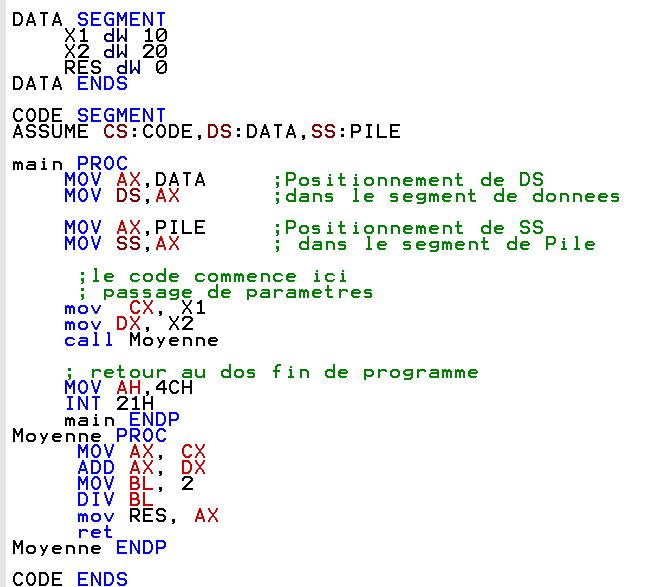 DATA SEGMENT
X1 dW 10
X2 dW 20
RES dW 0
DATA ENDS
CODE SEGMENT
ASSUME CS:CODE,DS:DATA,SS:PILE
main PROC
MOV AX,DATA ;Positionnement de DS
MOV DS,AX ;dans le segment de donnees
MOV AX,PILE ;Positionnement de SS
MOV SS,AX ; dans le segment de Pile
;le code commence ici
; passage de parametres
mov CX, X1
mov DX, X2
call Moyenne
; retour au dos fin de programme
MOV AH,4CH
INT 21H
main ENDP
Moyenne PROC
MOV AX, CX
ADD AX, DX
MOV BL, 2
DIV BL
mov RES, AX
ret
Moyenne ENDP
CODE ENDS